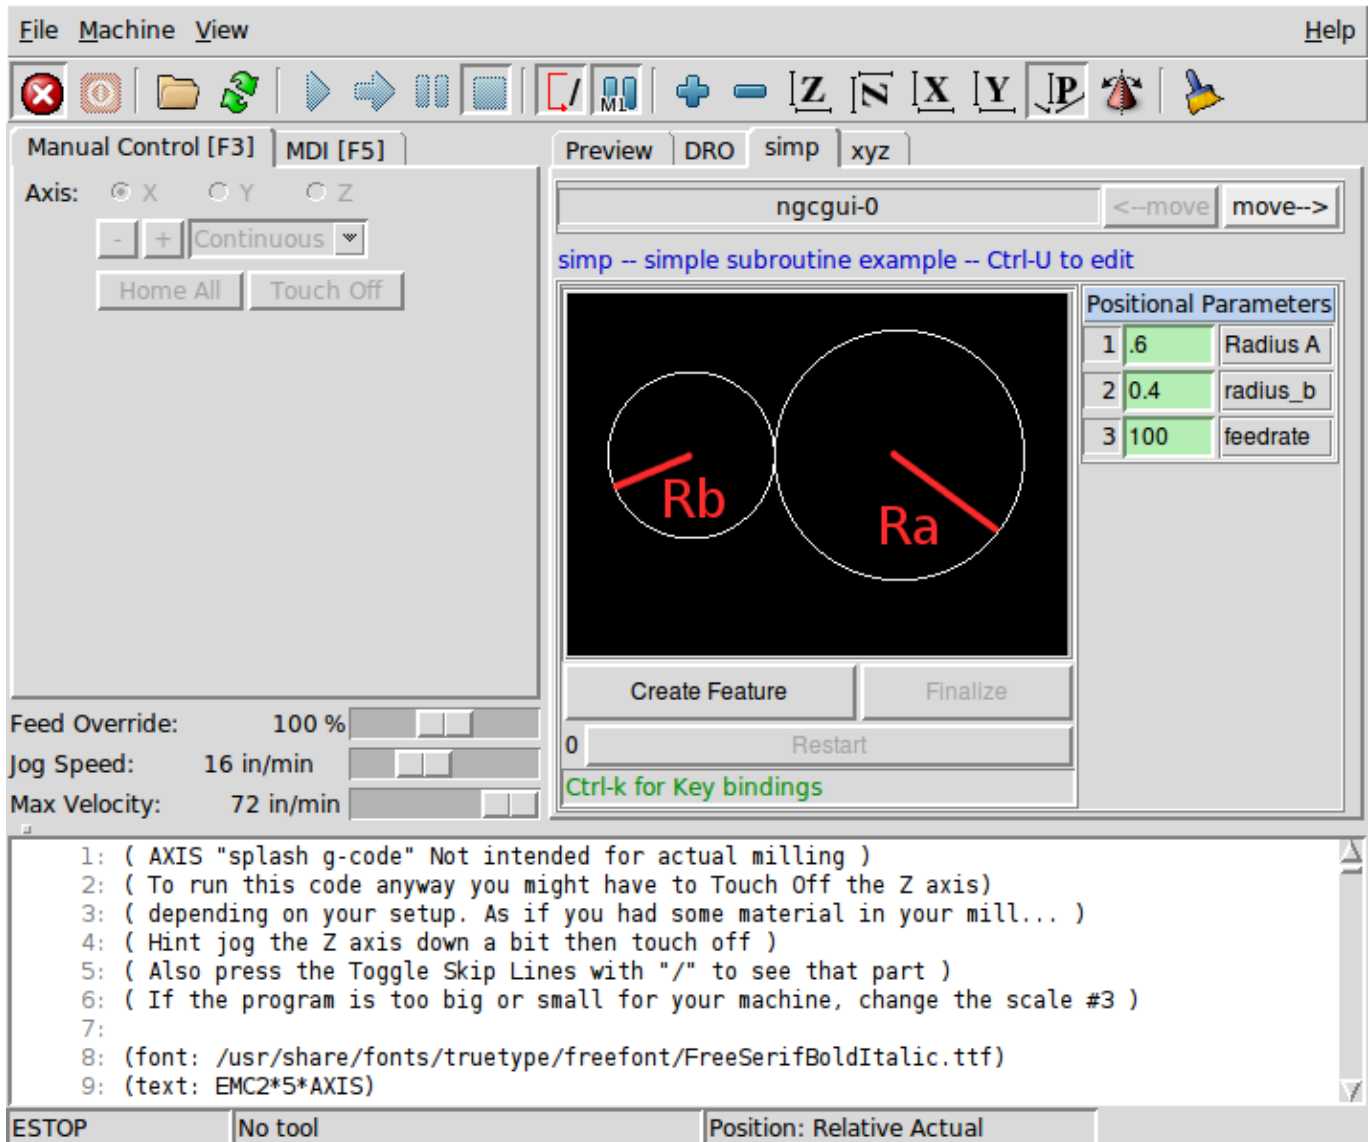 File Machine View Help
M1 Z N X Y P
Manual Control [F3] MDI [F5]
Preview DRO simp xyz
Axis: X Y Z
- + Continuous
Home All Touch Off
ngcgui-0 <--move move-->
simp -- simple subroutine example -- Ctrl-U to edit
Positional Parameters
1 .6 Radius A
2 0.4 radius_b
3 100 feedrate
Rb
Ra
Create Feature Finalize
0 Restart
Ctrl-k for Key bindings
Feed Override: 100 %
Jog Speed: 16 in/min
Max Velocity: 72 in/min
1: ( AXIS "splash g-code" Not intended for actual milling )
2: ( To run this code anyway you might have to Touch Off the Z axis)
3: ( depending on your setup. As if you had some material in your mill... )
4: ( Hint jog the Z axis down a bit then touch off )
5: ( Also press the Toggle Skip Lines with "/" to see that part )
6: ( If the program is too big or small for your machine, change the scale #3 )
7:
8: (font: /usr/share/fonts/truetype/freefont/FreeSerifBoldItalic.ttf)
9: (text: EMC2*5*AXIS)
ESTOP No tool Position: Relative Actual